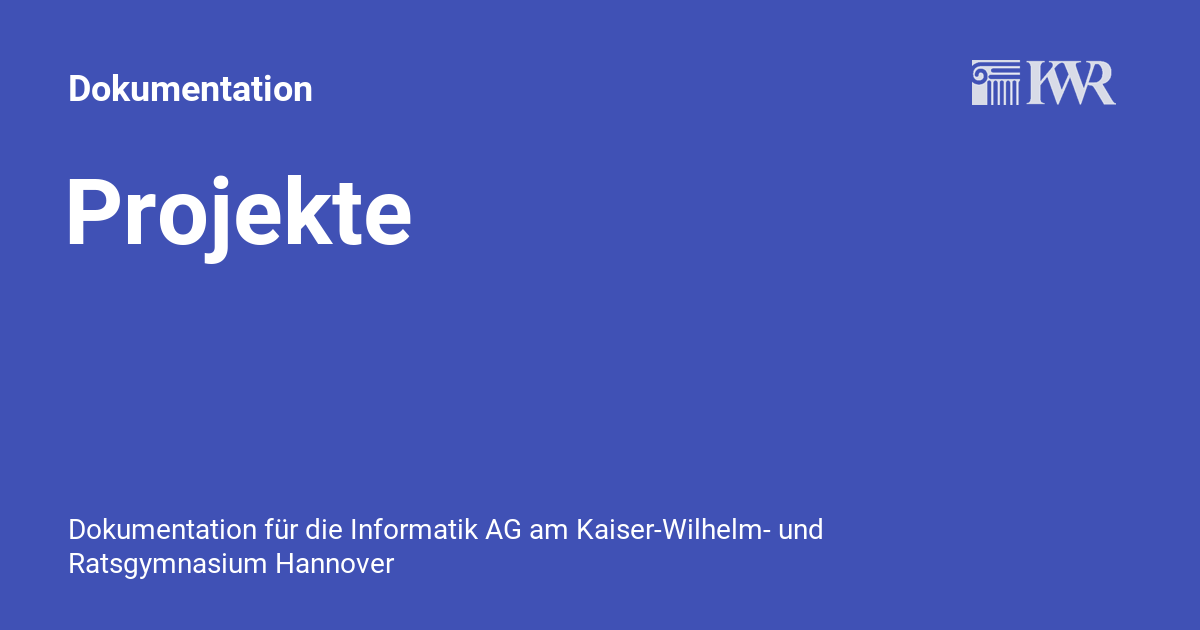 Dokumentation
KWR
Projekte
Dokumentation für die Informatik AG am Kaiser-Wilhelm- und
Ratsgymnasium Hannover